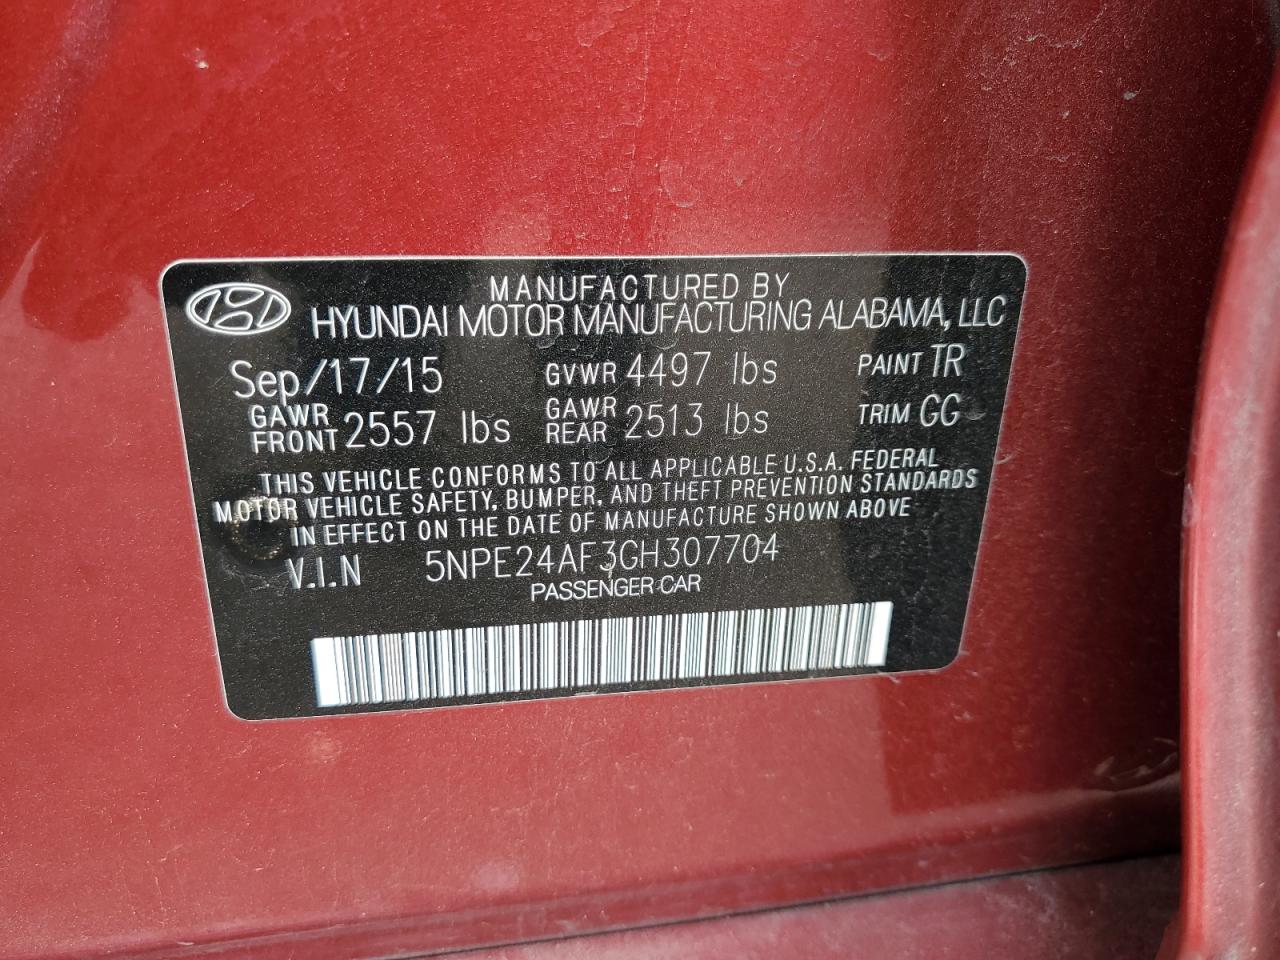 MANUFACTURED BY
HYUNDAI MOTOR MANUFACTURING ALABAMA, LLC
Sep/17/15 GVWR 4497 lbs PAINT TR
GAWR FRONT 2557 lbs GAWR REAR 2513 lbs TRIM GG
THIS VEHICLE CONFORMS TO ALL APPLICABLE U.S.A. FEDERAL
MOTOR VEHICLE SAFETY, BUMPER, AND THEFT PREVENTION STANDARDS
IN EFFECT ON THE DATE OF MANUFACTURE SHOWN ABOVE
V.I.N 5NPE24AF3GH307704
PASSENGER CAR